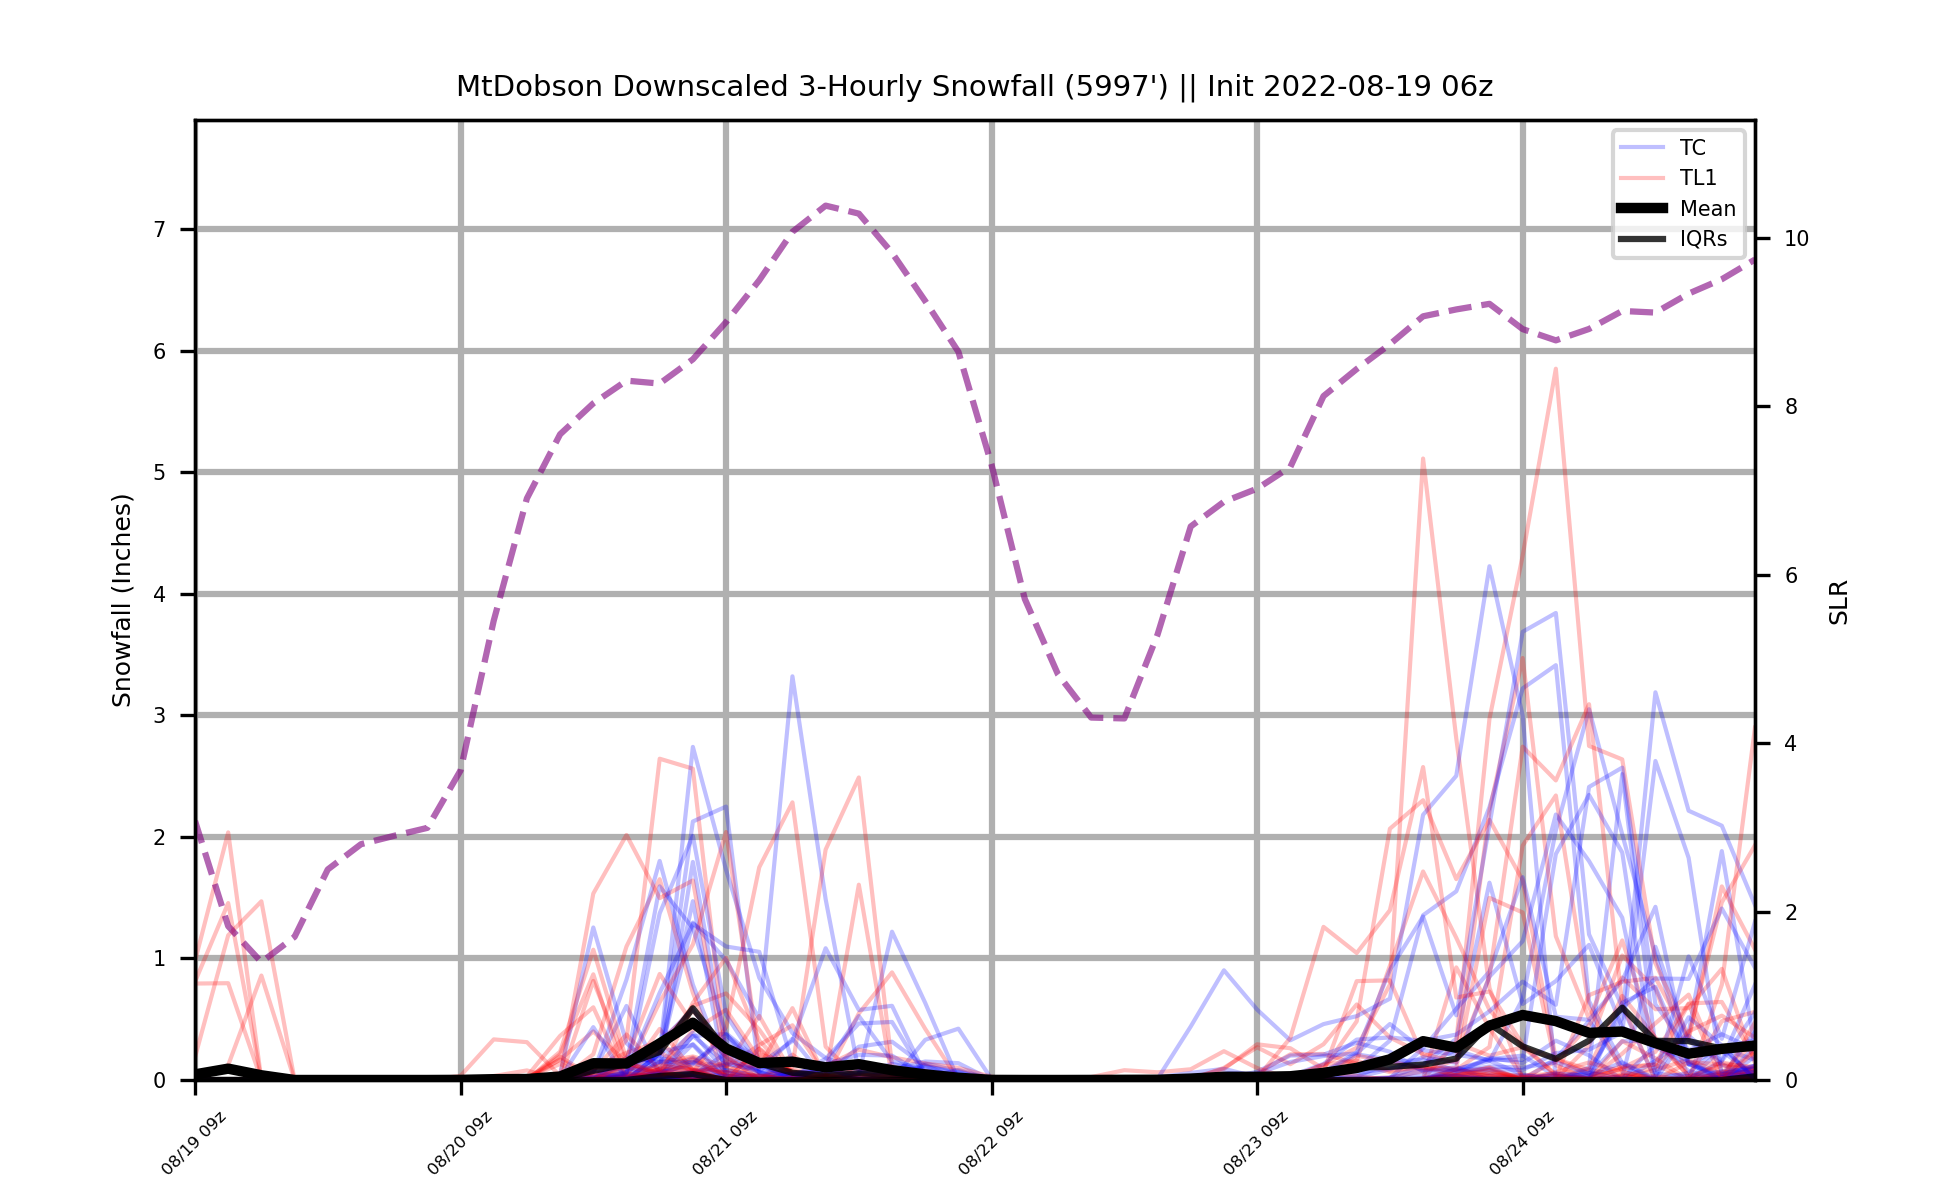 MtDobson Downscaled 3-Hourly Snowfall (5997') || Init 2022-08-19 06z
TC
TL1
Mean
IQRs
Snowfall (Inches)
7
6
5
4
3
2
1
0
10
8
6
4
2
0
SLR
08/19 09z
08/20 09z
08/21 09z
08/22 09z
08/23 09z
08/24 09z